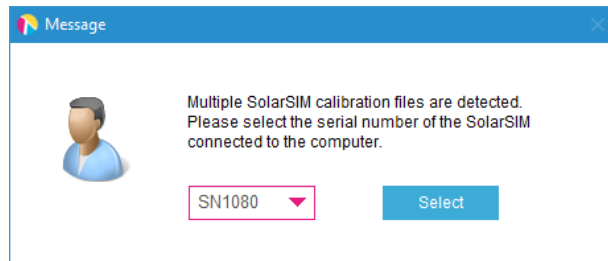 Message
Multiple SolarSIM calibration files are detected.
Please select the serial number of the SolarSIM
connected to the computer.
SN1080
Select